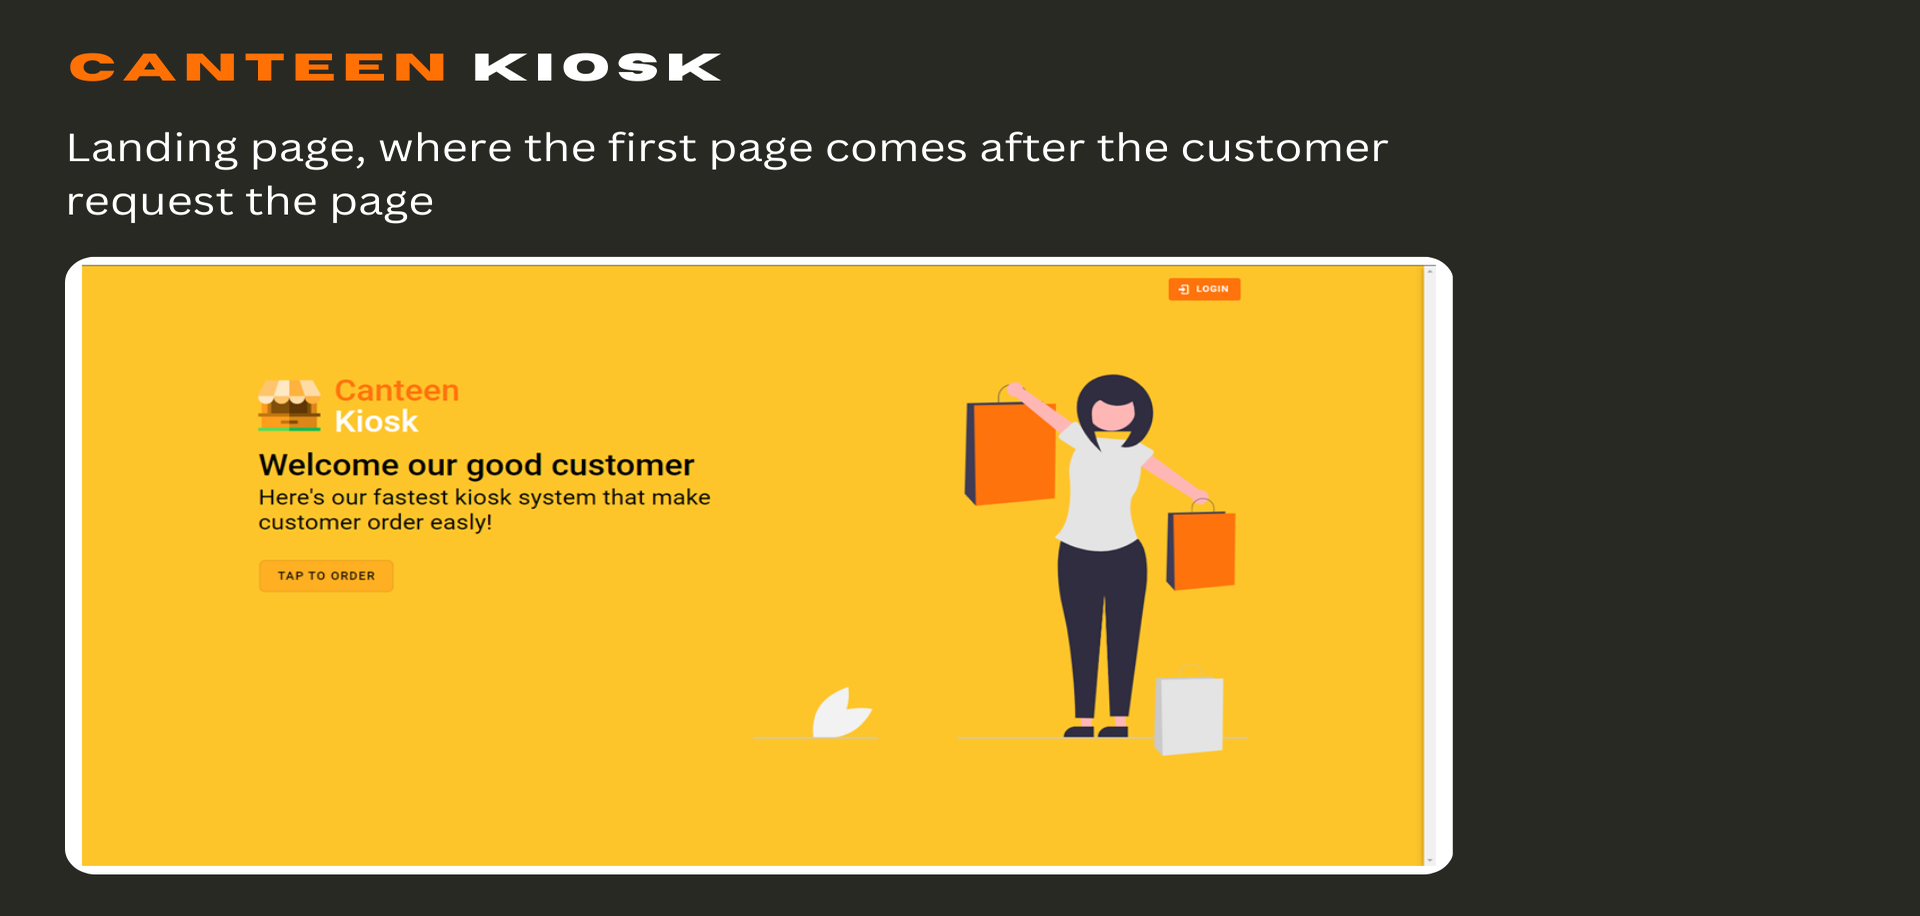 CANTEEN KIOSK
Landing page, where the first page comes after the customer
request the page
LOGIN
Canteen
Kiosk
Welcome our good customer
Here's our fastest kiosk system that make
customer order easly!
TAP TO ORDER